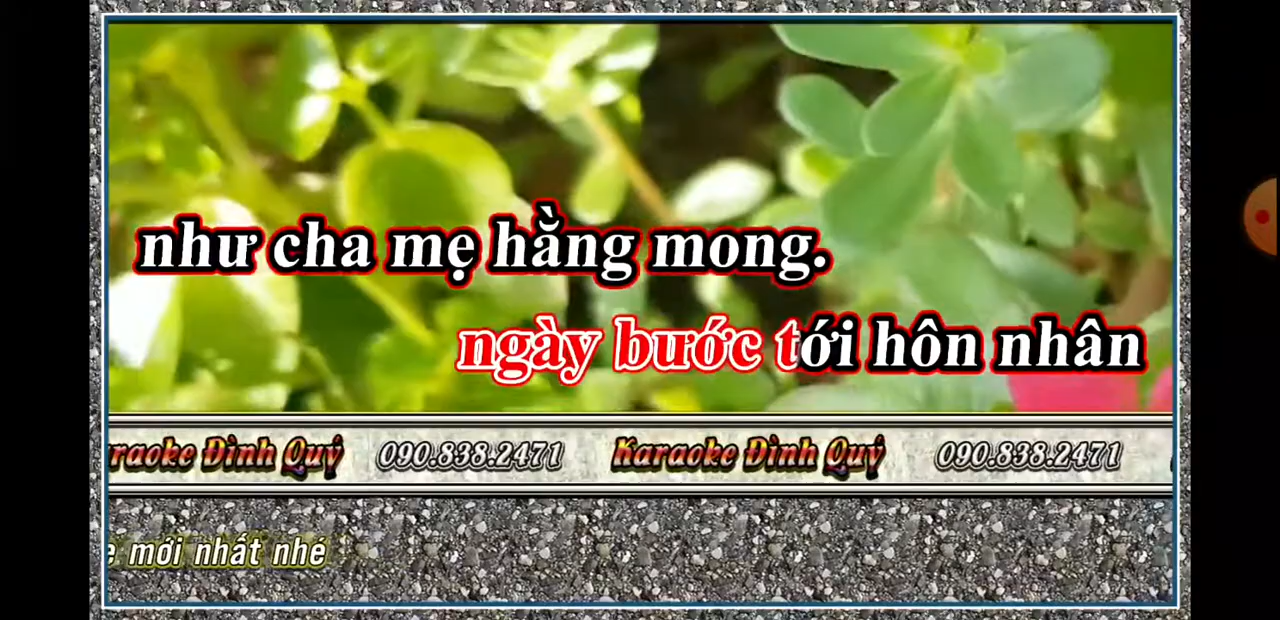 như cha mẹ hằng mong.
ngày bước tới hôn nhân
raoke Đình Quý 090.838.2471 Karaoke Đình Quý 090.838.2471
mới nhất nhé